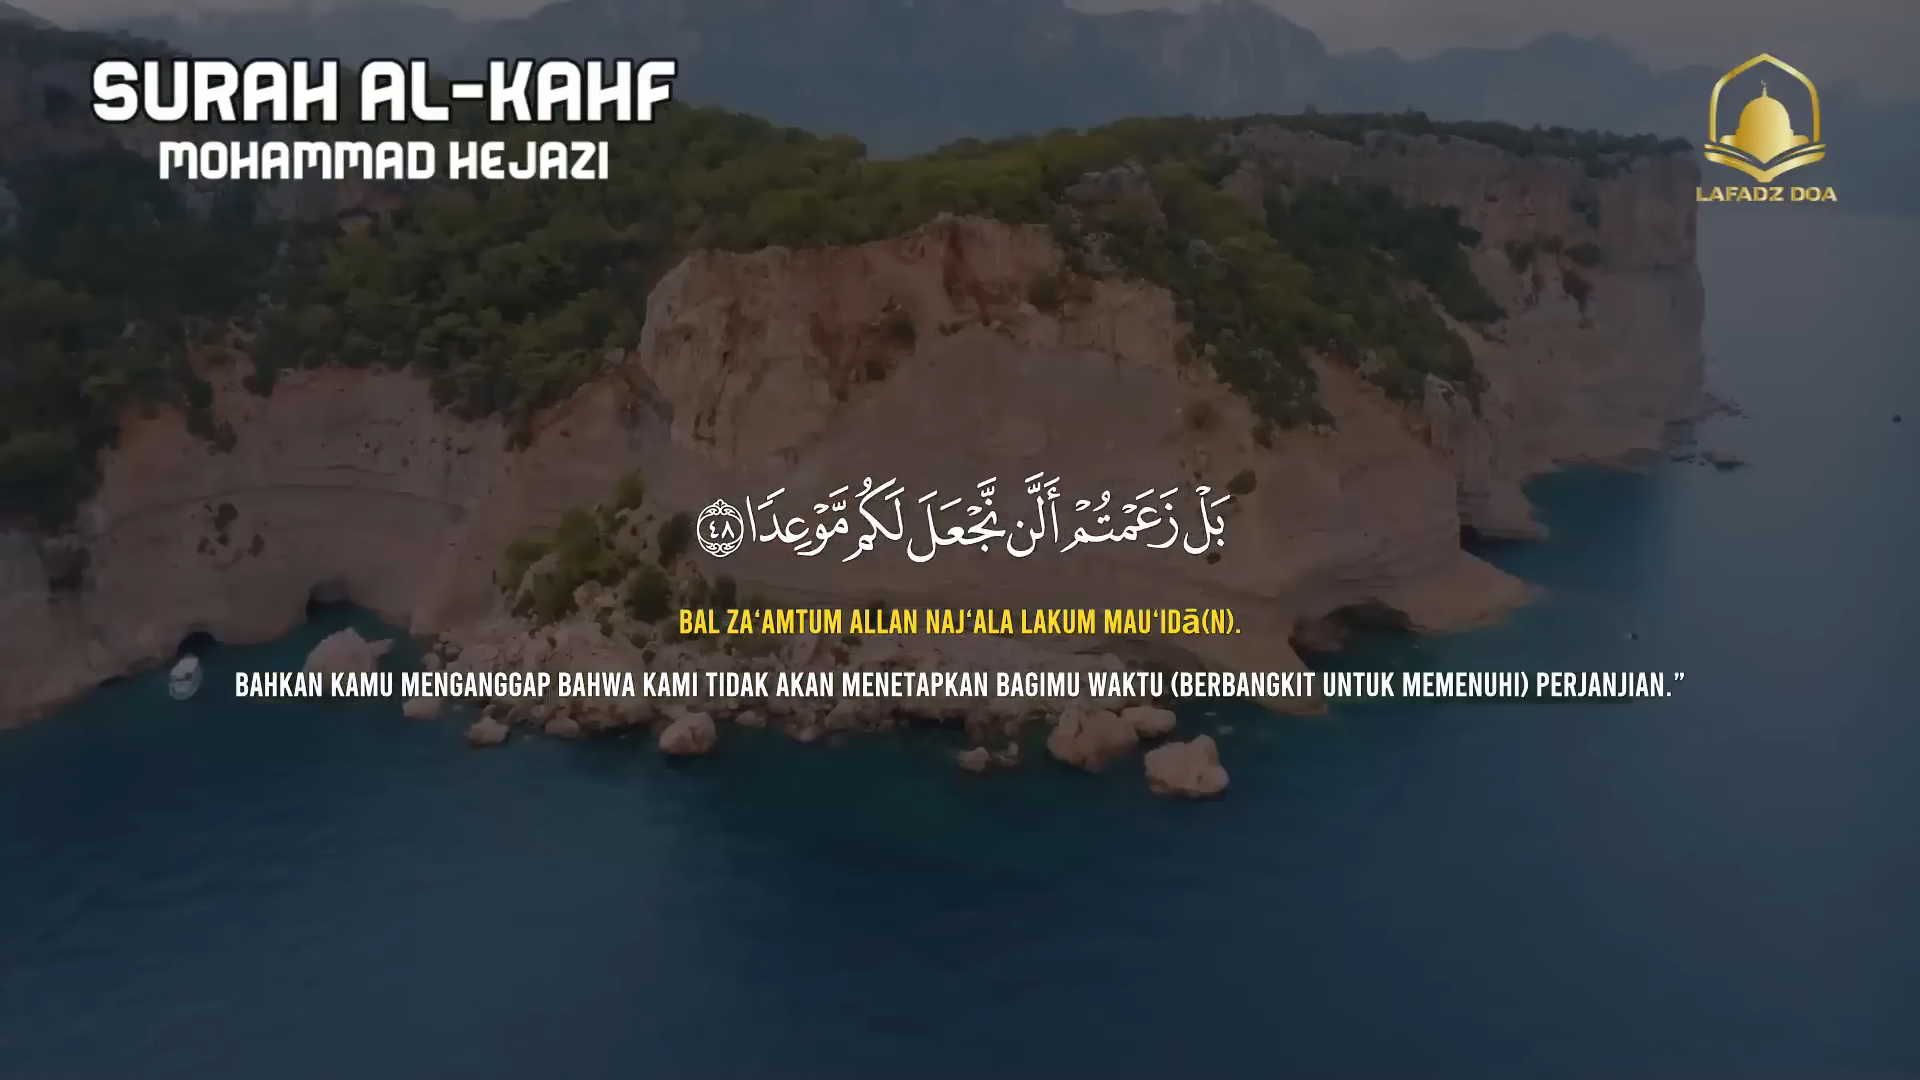 SURAH AL-KAHF
MOHAMMAD HEJAZI
LAFADZ DOA
بَلْ زَعَمْتُمْ أَلَّن نَّجْعَلَ لَكُم مَّوْعِدًا ٤٨
BAL ZA‘AMTUM ALLAN NAJ‘ALA LAKUM MAU‘IDā(N).
BAHKAN KAMU MENGANGGAP BAHWA KAMI TIDAK AKAN MENETAPKAN BAGIMU WAKTU (BERBANGKIT UNTUK MEMENUHI) PERJANJIAN.”